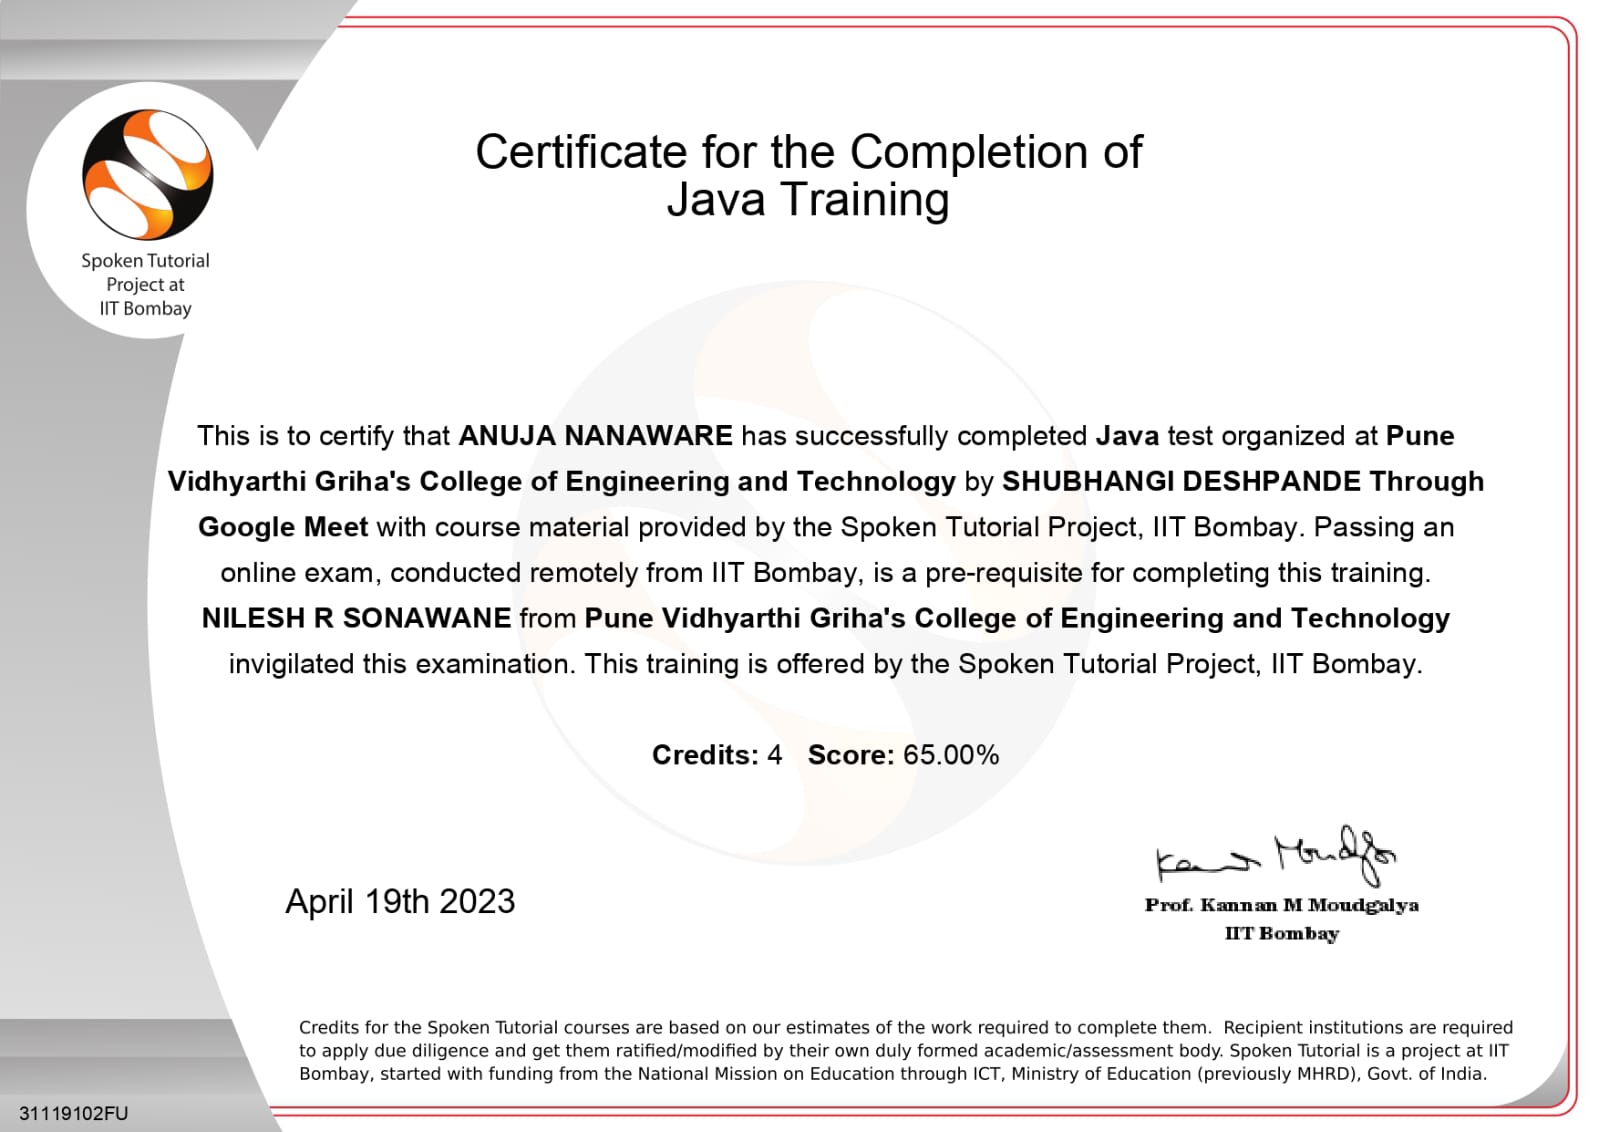 Spoken Tutorial
Project at
IIT Bombay
Certificate for the Completion of
Java Training
This is to certify that ANUJA NANAWARE has successfully completed Java test organized at Pune
Vidhyarthi Griha's College of Engineering and Technology by SHUBHANGI DESHPANDE Through
Google Meet with course material provided by the Spoken Tutorial Project, IIT Bombay. Passing an
online exam, conducted remotely from IIT Bombay, is a pre-requisite for completing this training.
NILESH R SONAWANE from Pune Vidhyarthi Griha's College of Engineering and Technology
invigilated this examination. This training is offered by the Spoken Tutorial Project, IIT Bombay.
Credits: 4 Score: 65.00%
April 19th 2023
Kannan Moudgalya
Prof. Kannan M Moudgalya
IIT Bombay
Credits for the Spoken Tutorial courses are based on our estimates of the work required to complete them. Recipient institutions are required
to apply due diligence and get them ratified/modified by their own duly formed academic/assessment body. Spoken Tutorial is a project at IIT
Bombay, started with funding from the National Mission on Education through ICT, Ministry of Education (previously MHRD), Govt. of India.
31119102FU